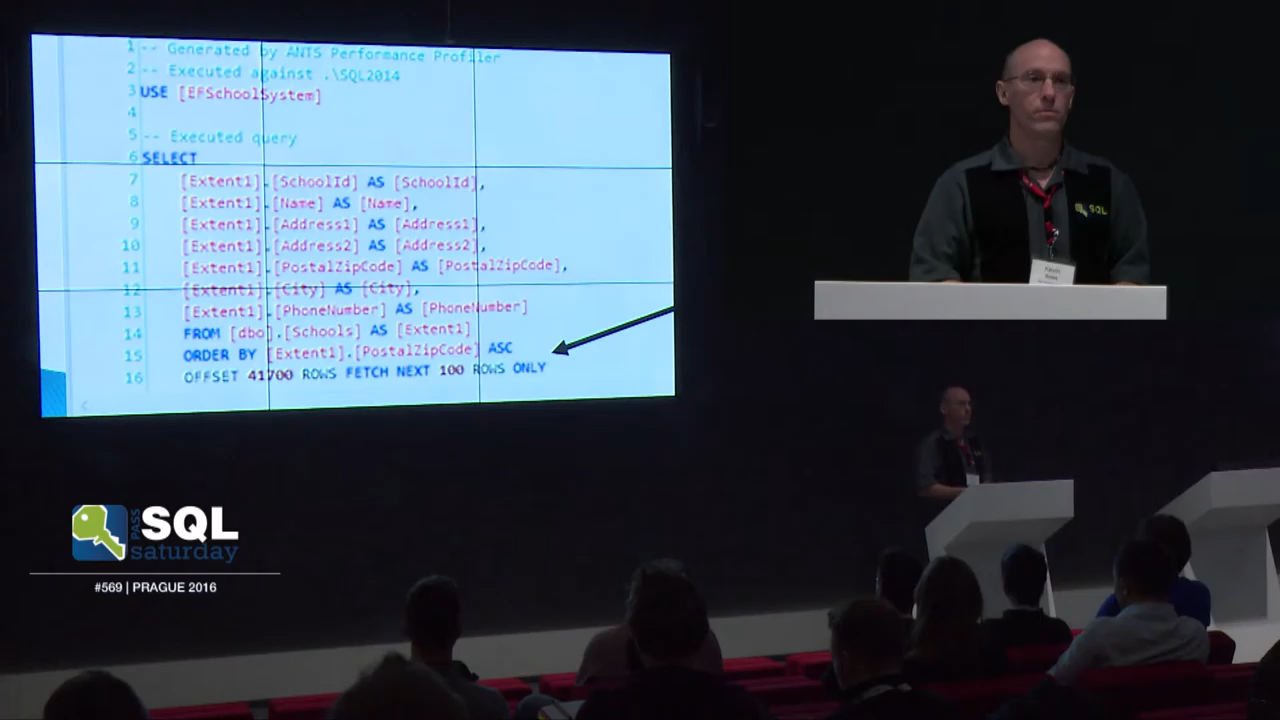 1 -- Generated by ANTS Performance Profiler
2 -- Executed against .\SQL2014
3 USE [EFSchoolSystem]
4
5 -- Executed query
6 SELECT
7 [Extent1].[SchoolId] AS [SchoolId],
8 [Extent1].[Name] AS [Name],
9 [Extent1].[Address1] AS [Address1],
10 [Extent1].[Address2] AS [Address2],
11 [Extent1].[PostalZipCode] AS [PostalZipCode],
12 [Extent1].[City] AS [City],
13 [Extent1].[PhoneNumber] AS [PhoneNumber]
14 FROM [dbo].[Schools] AS [Extent1]
15 ORDER BY [Extent1].[PostalZipCode] ASC
16 OFFSET 41700 ROWS FETCH NEXT 100 ROWS ONLY
SQL
PASS SQL
saturday
#569 | PRAGUE 2016